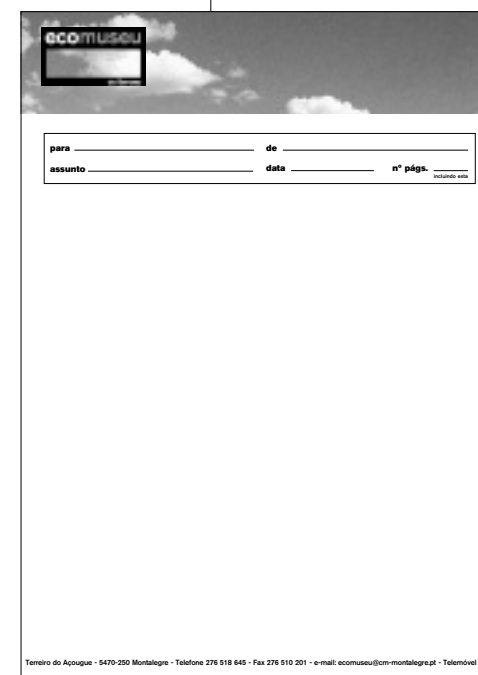 ecomuseu
para de
assunto data nº págs.
incluindo esta
Terreiro do Açougue - 5470-250 Montalegre - Telefone 276 518 645 - Fax 276 510 201 - e-mail: ecomuseu@cm-montalegre.pt - Telemóvel